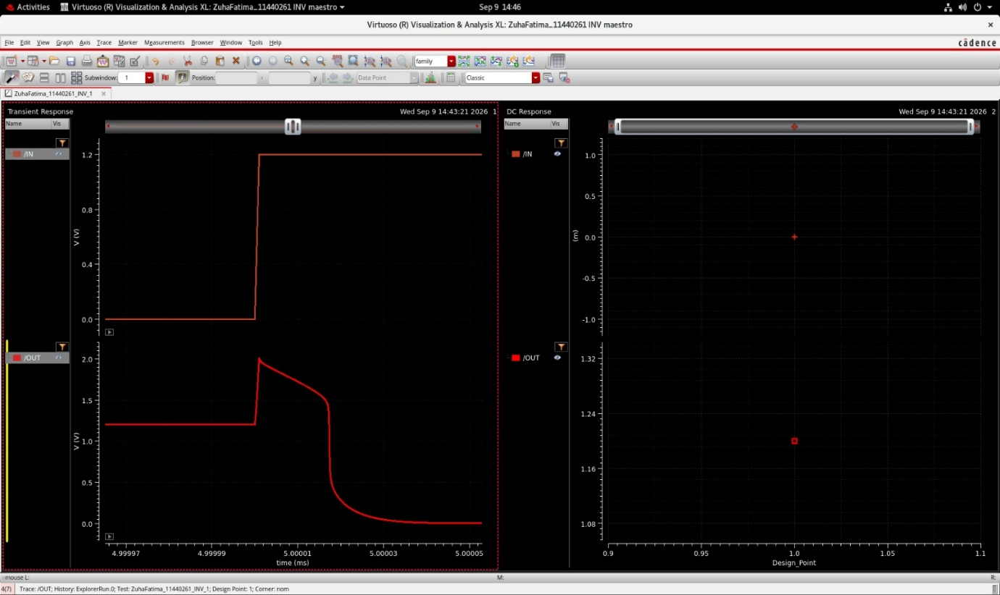 Activities Virtuoso (R) Visualization & Analysis XL: ZuhaFatima_11440261 INV maestro Sep 9 14:46
Virtuoso (R) Visualization & Analysis XL: ZuhaFatima_11440261 INV maestro ×
File Edit View Graph Axis Trace Marker Measurements Browser Window Tools Help cādence
family
Subwindow: 1 Position: x y Data Point Classic
ZuhaFatima_11440261_INV_1
Transient Response Wed Sep 9 14:43:21 2026 1
Name Vis
/IN
1.2
0.8
0.4
0.0
V (V)
/OUT
2.0
1.5
1.0
0.5
0.0
V (V)
4.99997 4.99999 5.00001 5.00003 5.00005
time (ms)
DC Response Wed Sep 9 14:43:21 2026 2
Name Vis
/IN
1.0
0.5
0.0
-0.5
-1.0
(m)
/OUT
1.32
1.24
1.16
1.08
0.9 0.95 1.0 1.05 1.1
Design_Point
mouse L: M: R:
4(7) Trace: /OUT; History: ExplorerRun.0; Test: ZuhaFatima_11440261_INV_1; Design Point: 1; Corner: nom